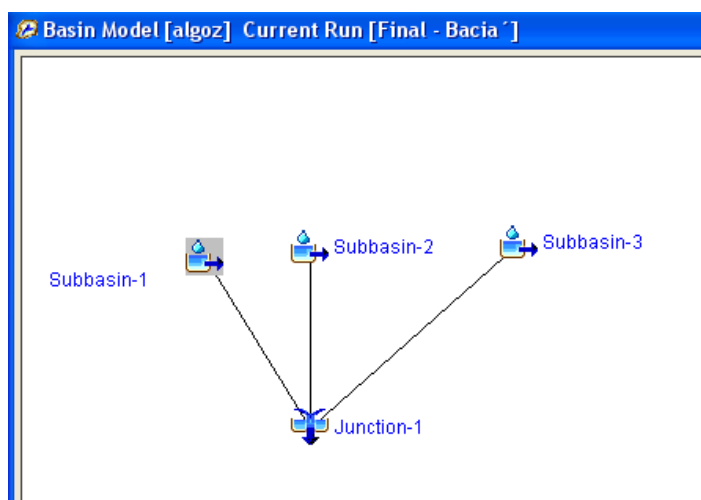 Basin Model [algoz] Current Run [Final - Bacia´]
Subbasin-1
Subbasin-2
Subbasin-3
Junction-1